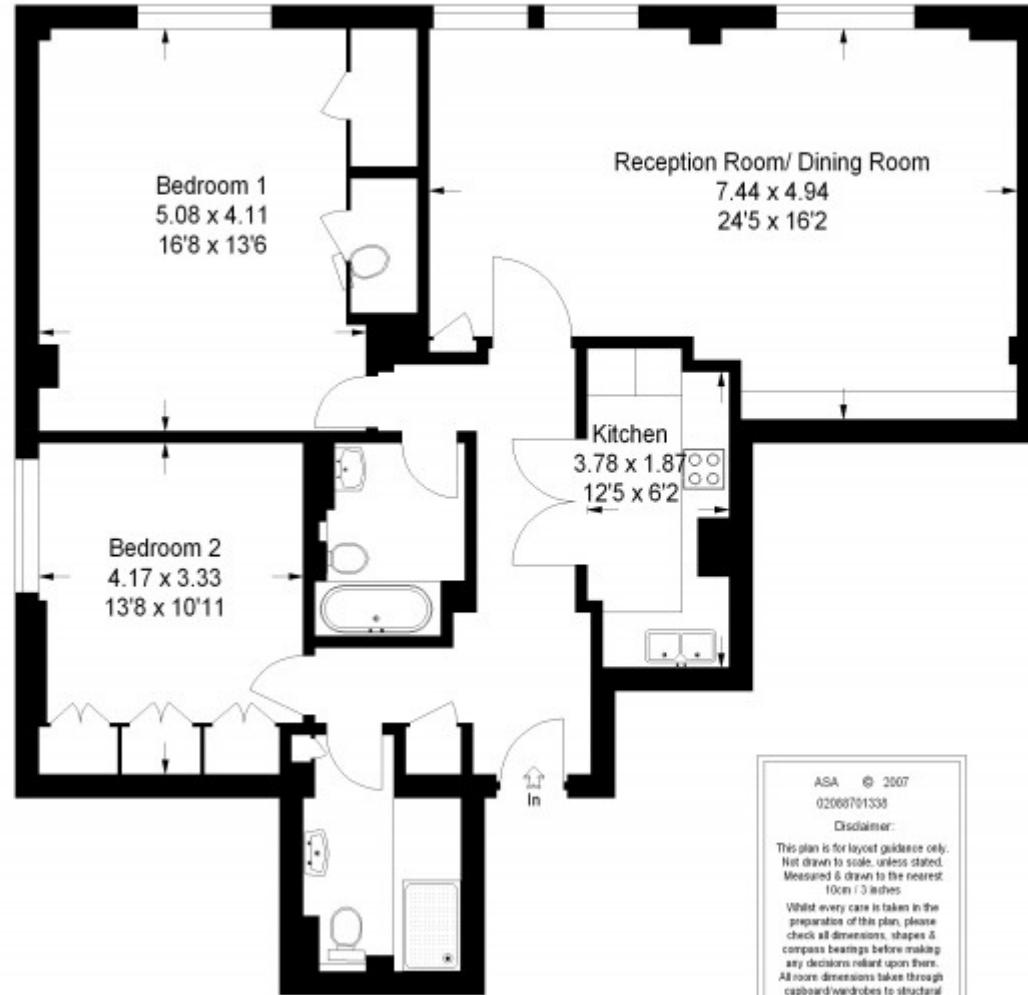 Bedroom 1
5.08 x 4.11
16'8 x 13'6
Reception Room/ Dining Room
7.44 x 4.94
24'5 x 16'2
Kitchen
3.78 x 1.87
12'5 x 6'2
Bedroom 2
4.17 x 3.33
13'8 x 10'11
In
ASA © 2007
02088701338
Disclaimer:
This plan is for layout guidance only.
Not drawn to scale, unless stated.
Measured & drawn to the nearest
10cm / 3 inches
Whilst every care is taken in the
preparation of this plan, please
check all dimensions, shapes &
compass bearings before making
any decisions reliant upon them.
All room dimensions taken through
cupboard/wardrobes to structural